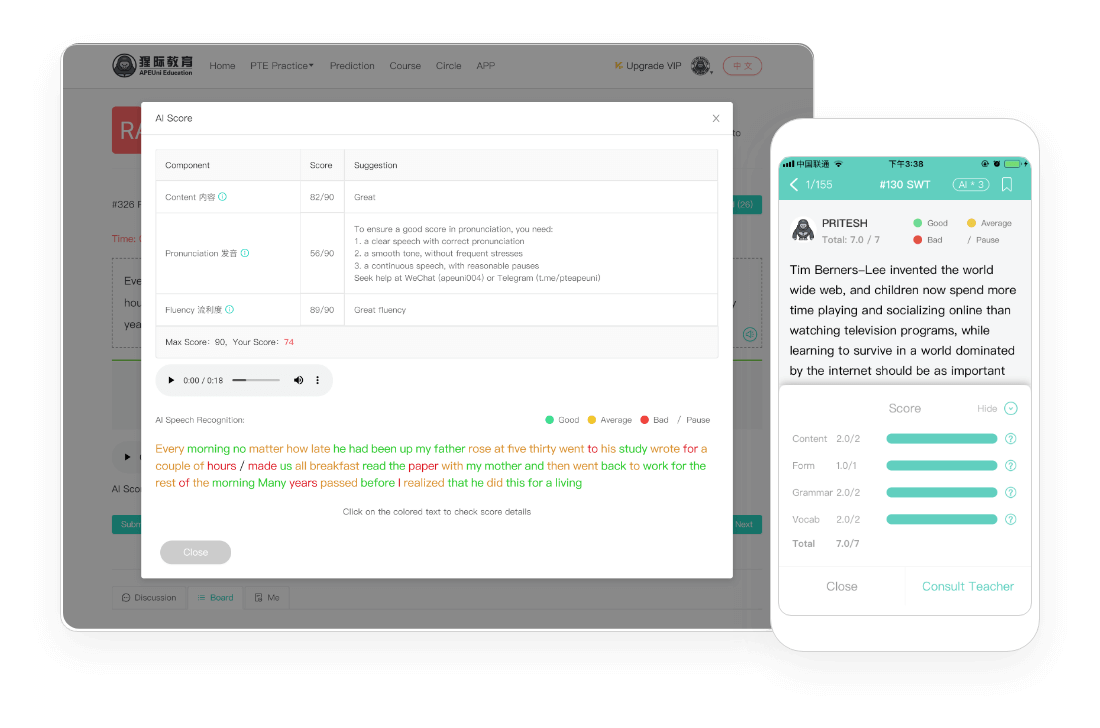 猩际教育
APEUni Education
Home PTE Practice Prediction Course Circle APP
Upgrade VIP 中文
RA
to
AI Score X
Component Score Suggestion
Content 内容 82/90 Great
Pronunciation 发音 56/90
To ensure a good score in pronunciation, you need:
1. a clear speech with correct pronunciation
2. a smooth tone, without frequent stresses
3. a continuous speech, with reasonable pauses
Seek help at WeChat (apeuni004) or Telegram (t.me/pteapeuni)
Fluency 流利度 89/90 Great fluency
Max Score: 90, Your Score: 74
0:00 / 0:18
AI Speech Recognition: Good Average Bad / Pause
Every morning no matter how late he had been up my father rose at five thirty went to his study wrote for a
couple of hours / made us all breakfast read the paper with my mother and then went back to work for the
rest of the morning Many years passed before I realized that he did this for a living
Click on the colored text to check score details
Close
#326
(26)
Time:
Eve
hou
y
yea
AI Sco
Subm
Next
Discussion Board Me
中国联通 下午3:38
1/155 #130 SWT AI * 3
PRITESH
Total: 7.0 / 7
Good Average
Bad / Pause
Tim Berners-Lee invented the world
wide web, and children now spend more
time playing and socializing online than
watching television programs, while
learning to survive in a world dominated
by the internet should be as important
Score Hide
Content 2.0/2 ?
Form 1.0/1 ?
Grammar 2.0/2 ?
Vocab 2.0/2 ?
Total 7.0/7
Close Consult Teacher